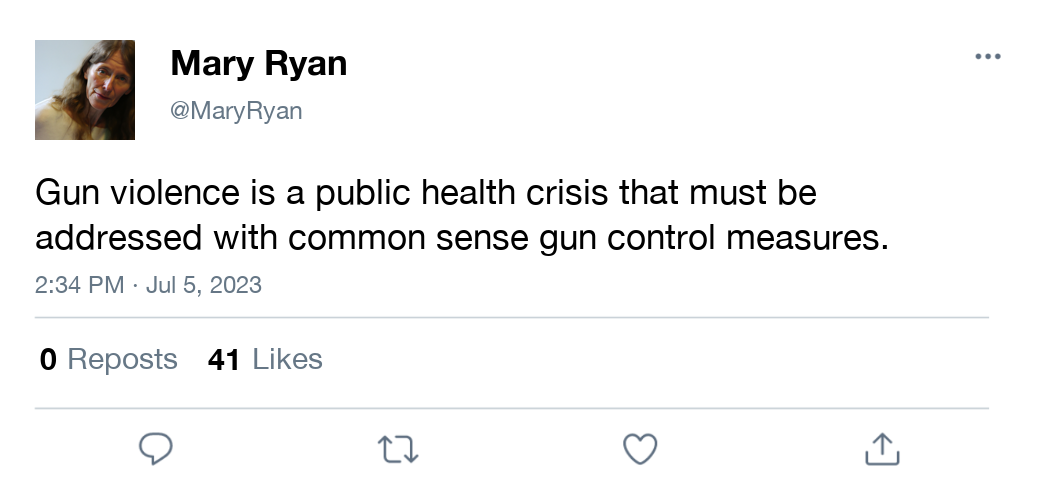 Mary Ryan
@MaryRyan
Gun violence is a public health crisis that must be
addressed with common sense gun control measures.
2:34 PM · Jul 5, 2023
0 Reposts 41 Likes